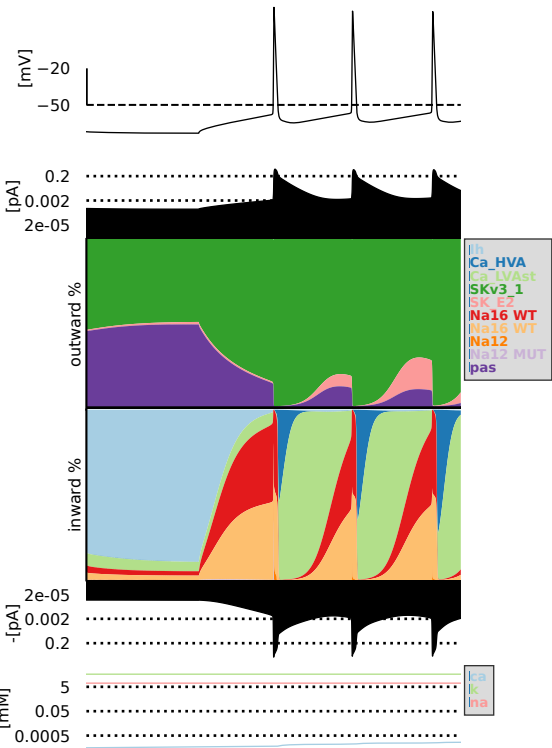 [mV]
−20
−50
[pA]
0.2
0.002
2e-05
outward %
Ih
Ca_HVA
Ca_LVAst
SKv3_1
SK_E2
Na16 WT
Na16 WT
Na12
Na12 MUT
pas
inward %
-[pA]
2e-05
0.002
0.2
[mM]
5
0.05
0.0005
ca
k
na